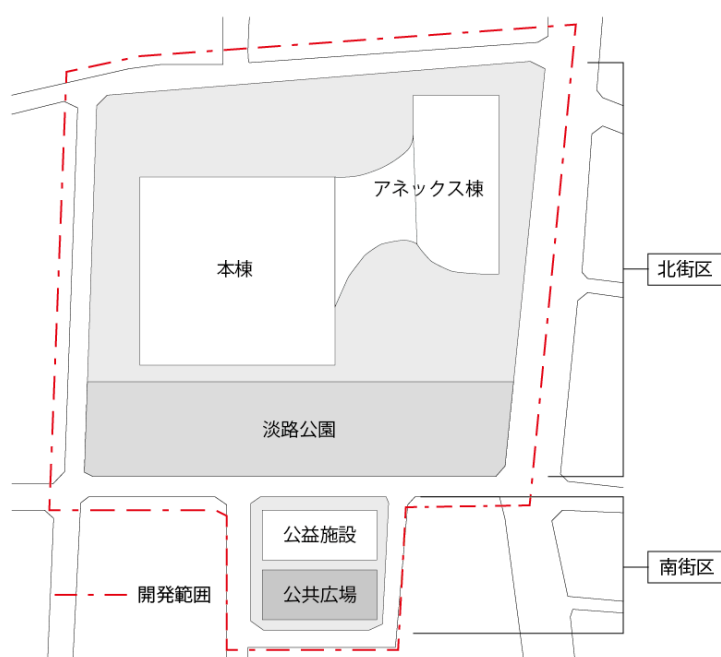 アネックス棟
本棟
北街区
淡路公園
公益施設
南街区
開発範囲
公共広場